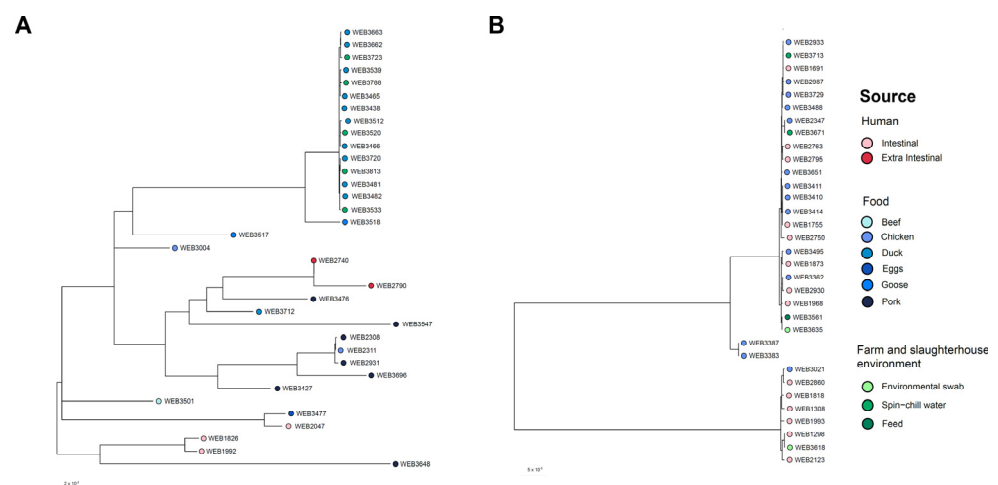 A
WEB3663
WEB3662
WEB3723
WEB3539
WEB3766
WEB3465
WEB3438
WEB3512
WEB3520
WEB3466
WEB3720
WEB3813
WEB3481
WEB3482
WEB3533
WEB3518
WEB3517
WEB3004
WEB2740
WEB2790
WEB3476
WEB3712
WEB3547
WEB2308
WEB2311
WEB2931
WEB3696
WEB3427
WEB3501
WEB3477
WEB2047
WEB1826
WEB1992
WEB3648
B
WEB2933
WEB3713
WEB1691
WEB2987
WEB3729
WEB3488
WEB2347
WEB3671
WEB2763
WEB2795
WEB3651
WEB3411
WEB3410
WEB3414
WEB1755
WEB2750
WEB3495
WEB1873
WEB3362
WEB2930
WEB1968
WEB3561
WEB3635
WEB3387
WEB3383
WEB3021
WEB2860
WEB1818
WEB1308
WEB1993
WEB1298
WEB3618
WEB2123
Source
Human
Intestinal
Extra Intestinal
Food
Beef
Chicken
Duck
Eggs
Goose
Pork
Farm and slaughterhouse
environment
Environmental swab
Spin−chill water
Feed